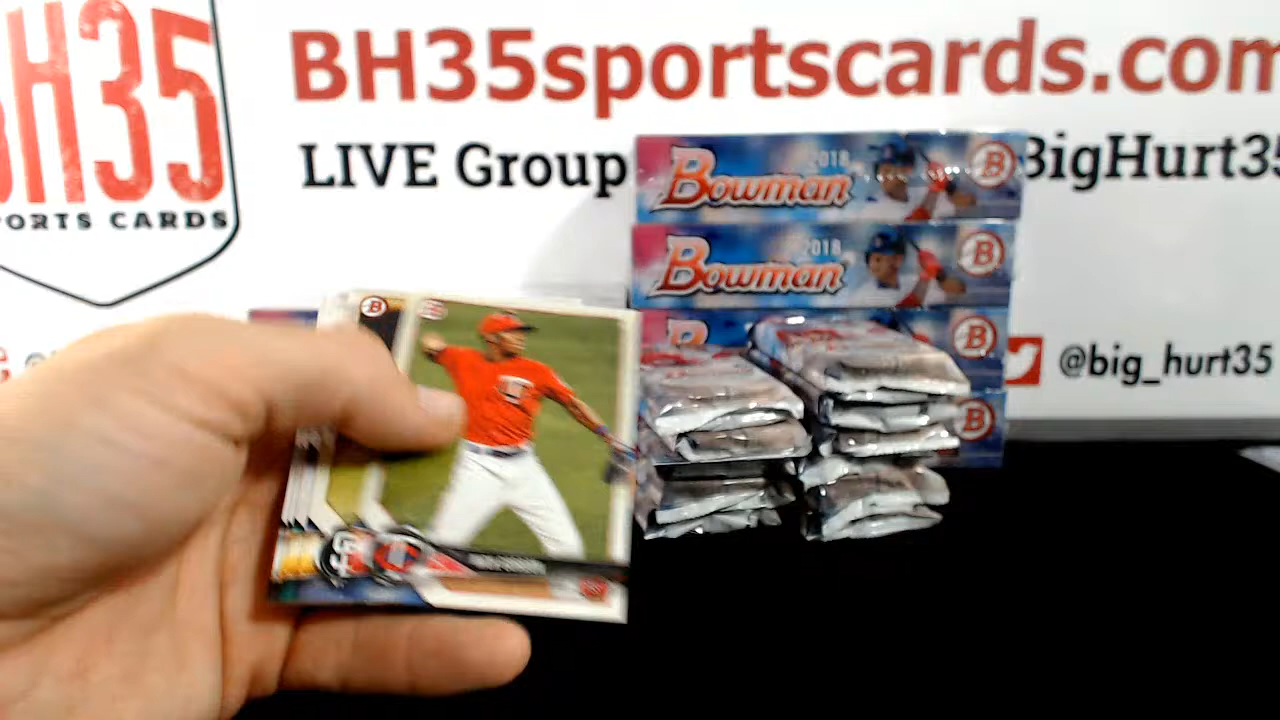 BH35
SPORTS CARDS
BH35sportscards.com
LIVE Group
BigHurt35
@big_hurt35
2018
Bowman
B
2018
Bowman
B
B
B
B
B